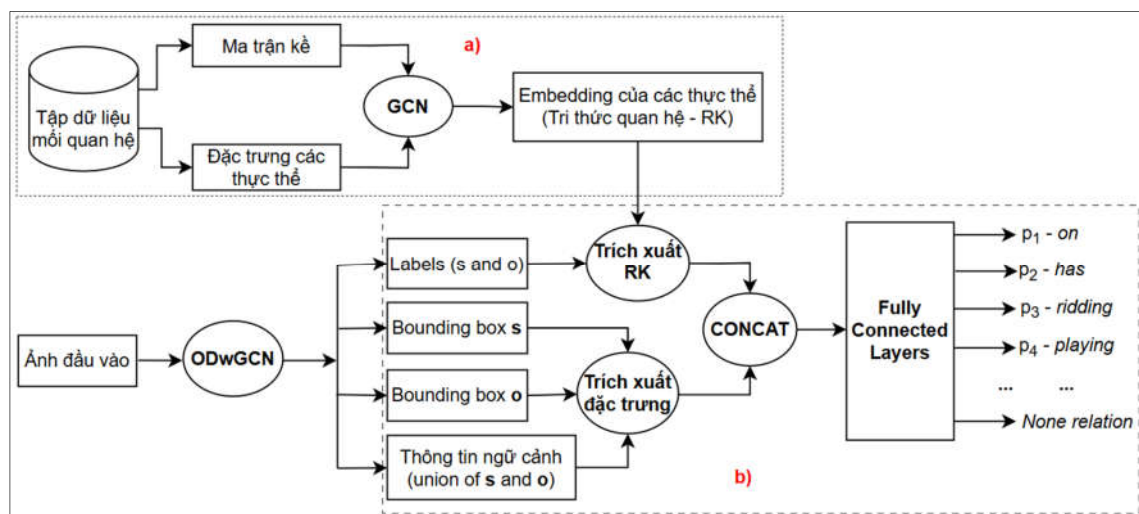 a)
Ma trận kề
Tập dữ liệu
mối quan hệ
GCN
Embedding của các thực thể
(Tri thức quan hệ - RK)
Đặc trưng các
thực thể
Labels (s and o)
Trích xuất
RK
Bounding box s
Ảnh đầu vào
ODwGCN
Bounding box o
Trích xuất
đặc trưng
Thông tin ngữ cảnh
(union of s and o)
CONCAT
Fully
Connected
Layers
p1 - on
p2 - has
p3 - ridding
p4 - playing
... ...
None relation
b)